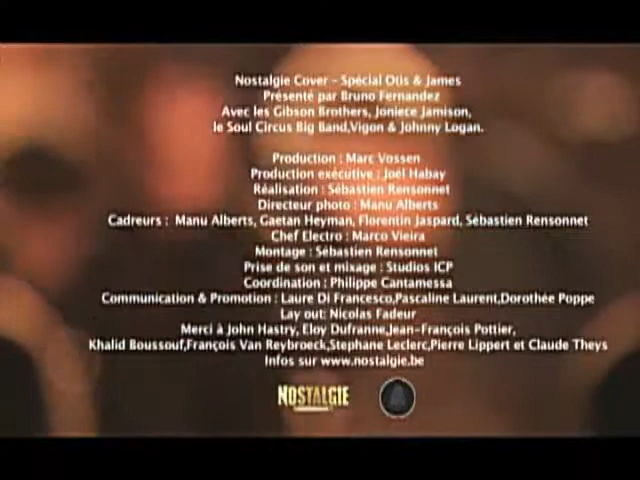 Nostalgie Cover - Spécial Otis & James
Présenté par Bruno Fernandez
Avec les Gibson Brothers, Joniece Jamison,
le Soul Circus Big Band,Vigon & Johnny Logan.
Production : Marc Vossen
Production exécutive : Joël Habay
Réalisation : Sébastien Rensonnet
Directeur photo : Manu Alberts
Cadreurs : Manu Alberts, Gaetan Heyman, Florentin Jaspard, Sébastien Rensonnet
Chef Electro : Marco Vieira
Montage : Sébastien Rensonnet
Prise de son et mixage : Studios ICP
Coordination : Philippe Cantamessa
Communication & Promotion : Laure Di Francesco,Pascaline Laurent,Dorothée Poppe
Lay out: Nicolas Fadeur
Merci à John Hastry, Eloy Dufranne,Jean-François Pottier,
Khalid Boussouf,François Van Reybroeck,Stephane Leclerc,Pierre Lippert et Claude Theys
Infos sur www.nostalgie.be
NOSTALGIE